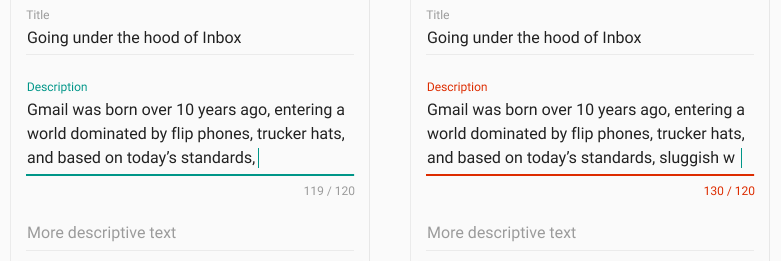 Title
Going under the hood of Inbox
Description
Gmail was born over 10 years ago, entering a
world dominated by flip phones, trucker hats,
and based on today’s standards,
119 / 120
More descriptive text
Title
Going under the hood of Inbox
Description
Gmail was born over 10 years ago, entering a
world dominated by flip phones, trucker hats,
and based on today’s standards, sluggish w
130 / 120
More descriptive text